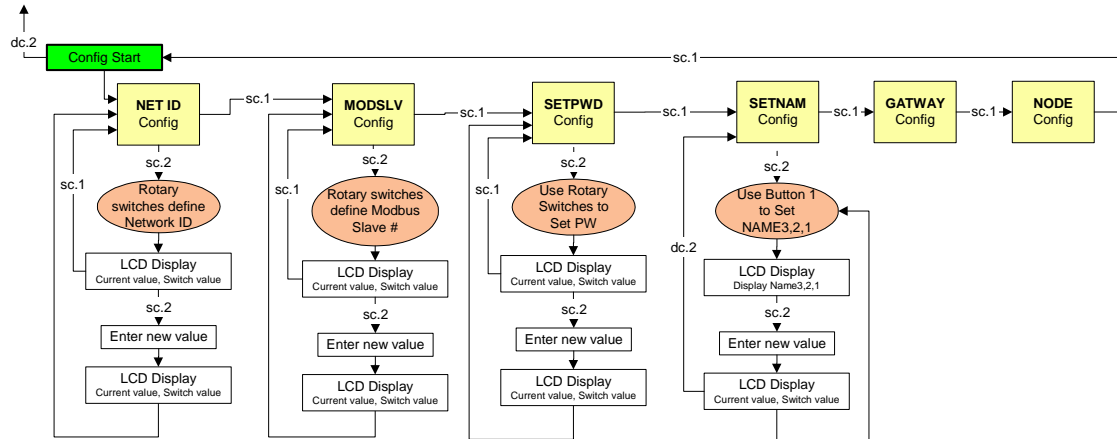 dc.2
Config Start
sc.1
NET ID
Config
sc.1
MODSLV
Config
sc.1
SETPWD
Config
sc.1
SETNAM
Config
sc.1
GATWAY
Config
sc.1
NODE
Config
sc.2
sc.1
Rotary
switches define
Network ID
LCD Display
Current value, Switch value
sc.2
Enter new value
LCD Display
Current value, Switch value
sc.2
sc.1
Rotary switches
define Modbus
Slave #
LCD Display
Current value, Switch value
sc.2
Enter new value
LCD Display
Current value, Switch value
sc.2
sc.1
Use Rotary
Switches to
Set PW
LCD Display
Current value, Switch value
sc.2
Enter new value
LCD Display
Current value, Switch value
sc.2
dc.2
Use Button 1
to Set
NAME3,2,1
LCD Display
Display Name3,2,1
sc.2
Enter new value
LCD Display
Current value, Switch value